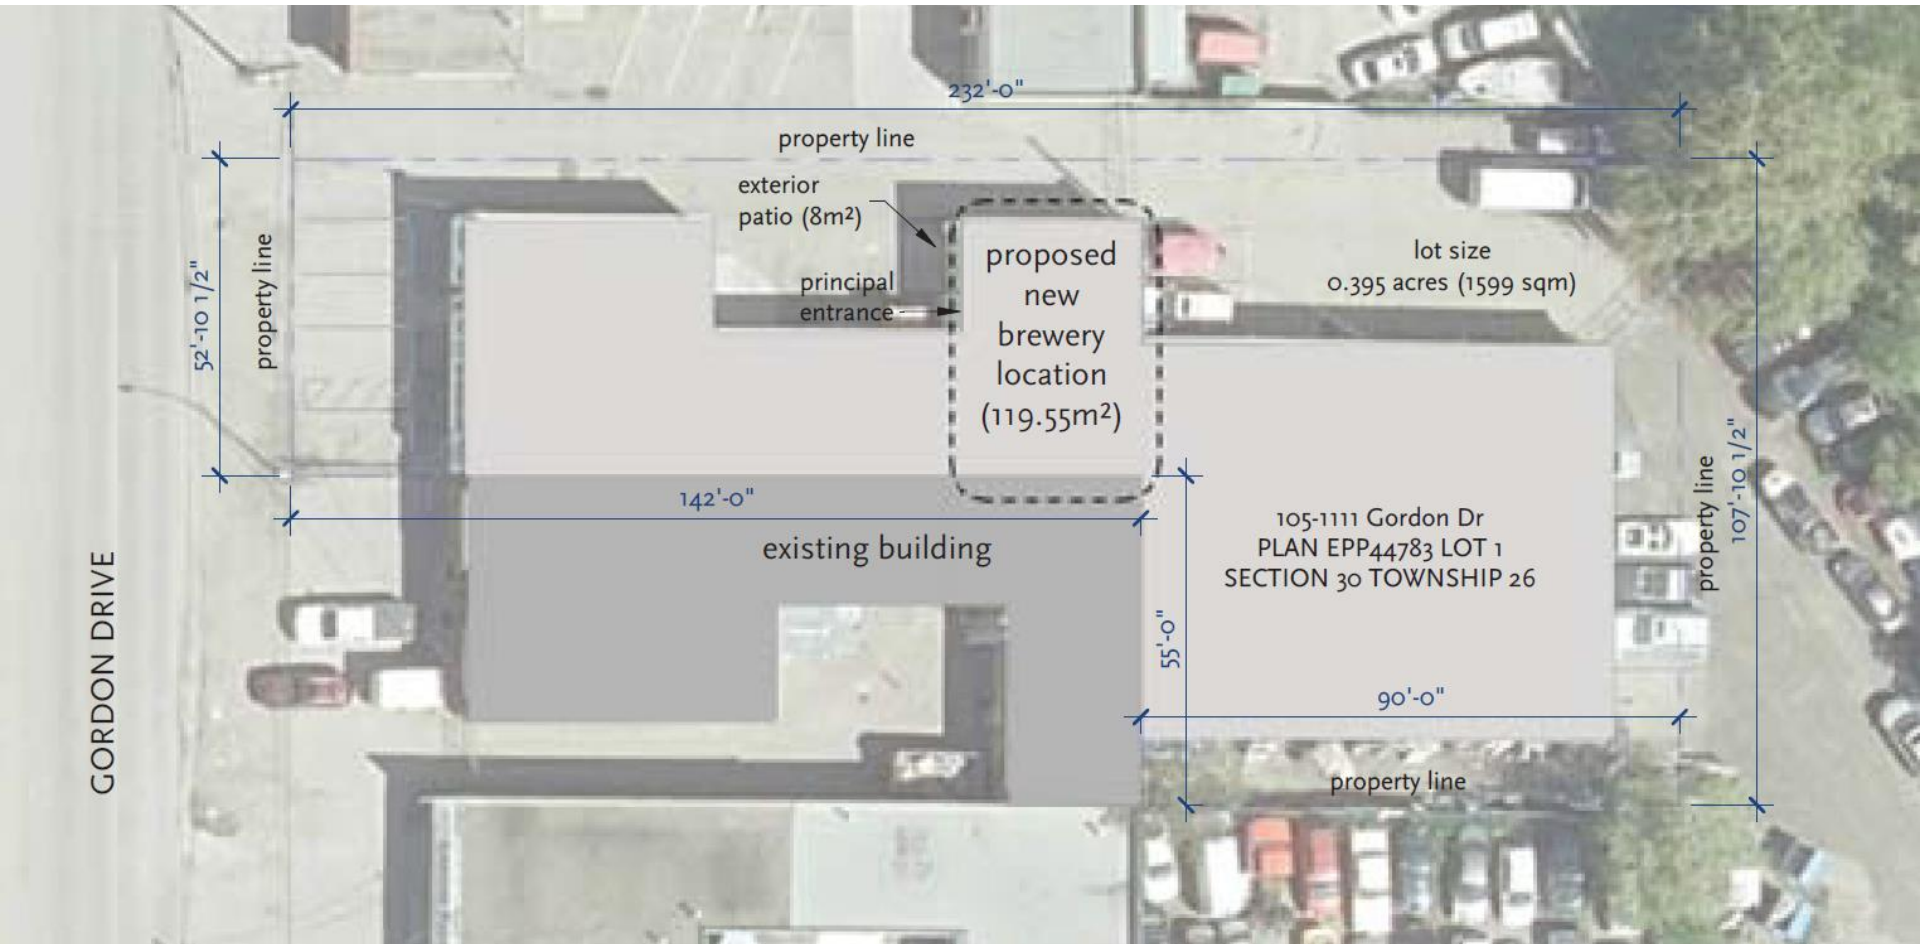 232'-0"
property line
exterior
patio (8m²)
principal
entrance
proposed
new
brewery
location
(119.55m²)
lot size
0.395 acres (1599 sqm)
52'-10 1/2"
property line
142'-0"
existing building
105-1111 Gordon Dr
PLAN EPP44783 LOT 1
SECTION 30 TOWNSHIP 26
55'-0"
90'-0"
property line
property line
107'-10 1/2"
GORDON DRIVE